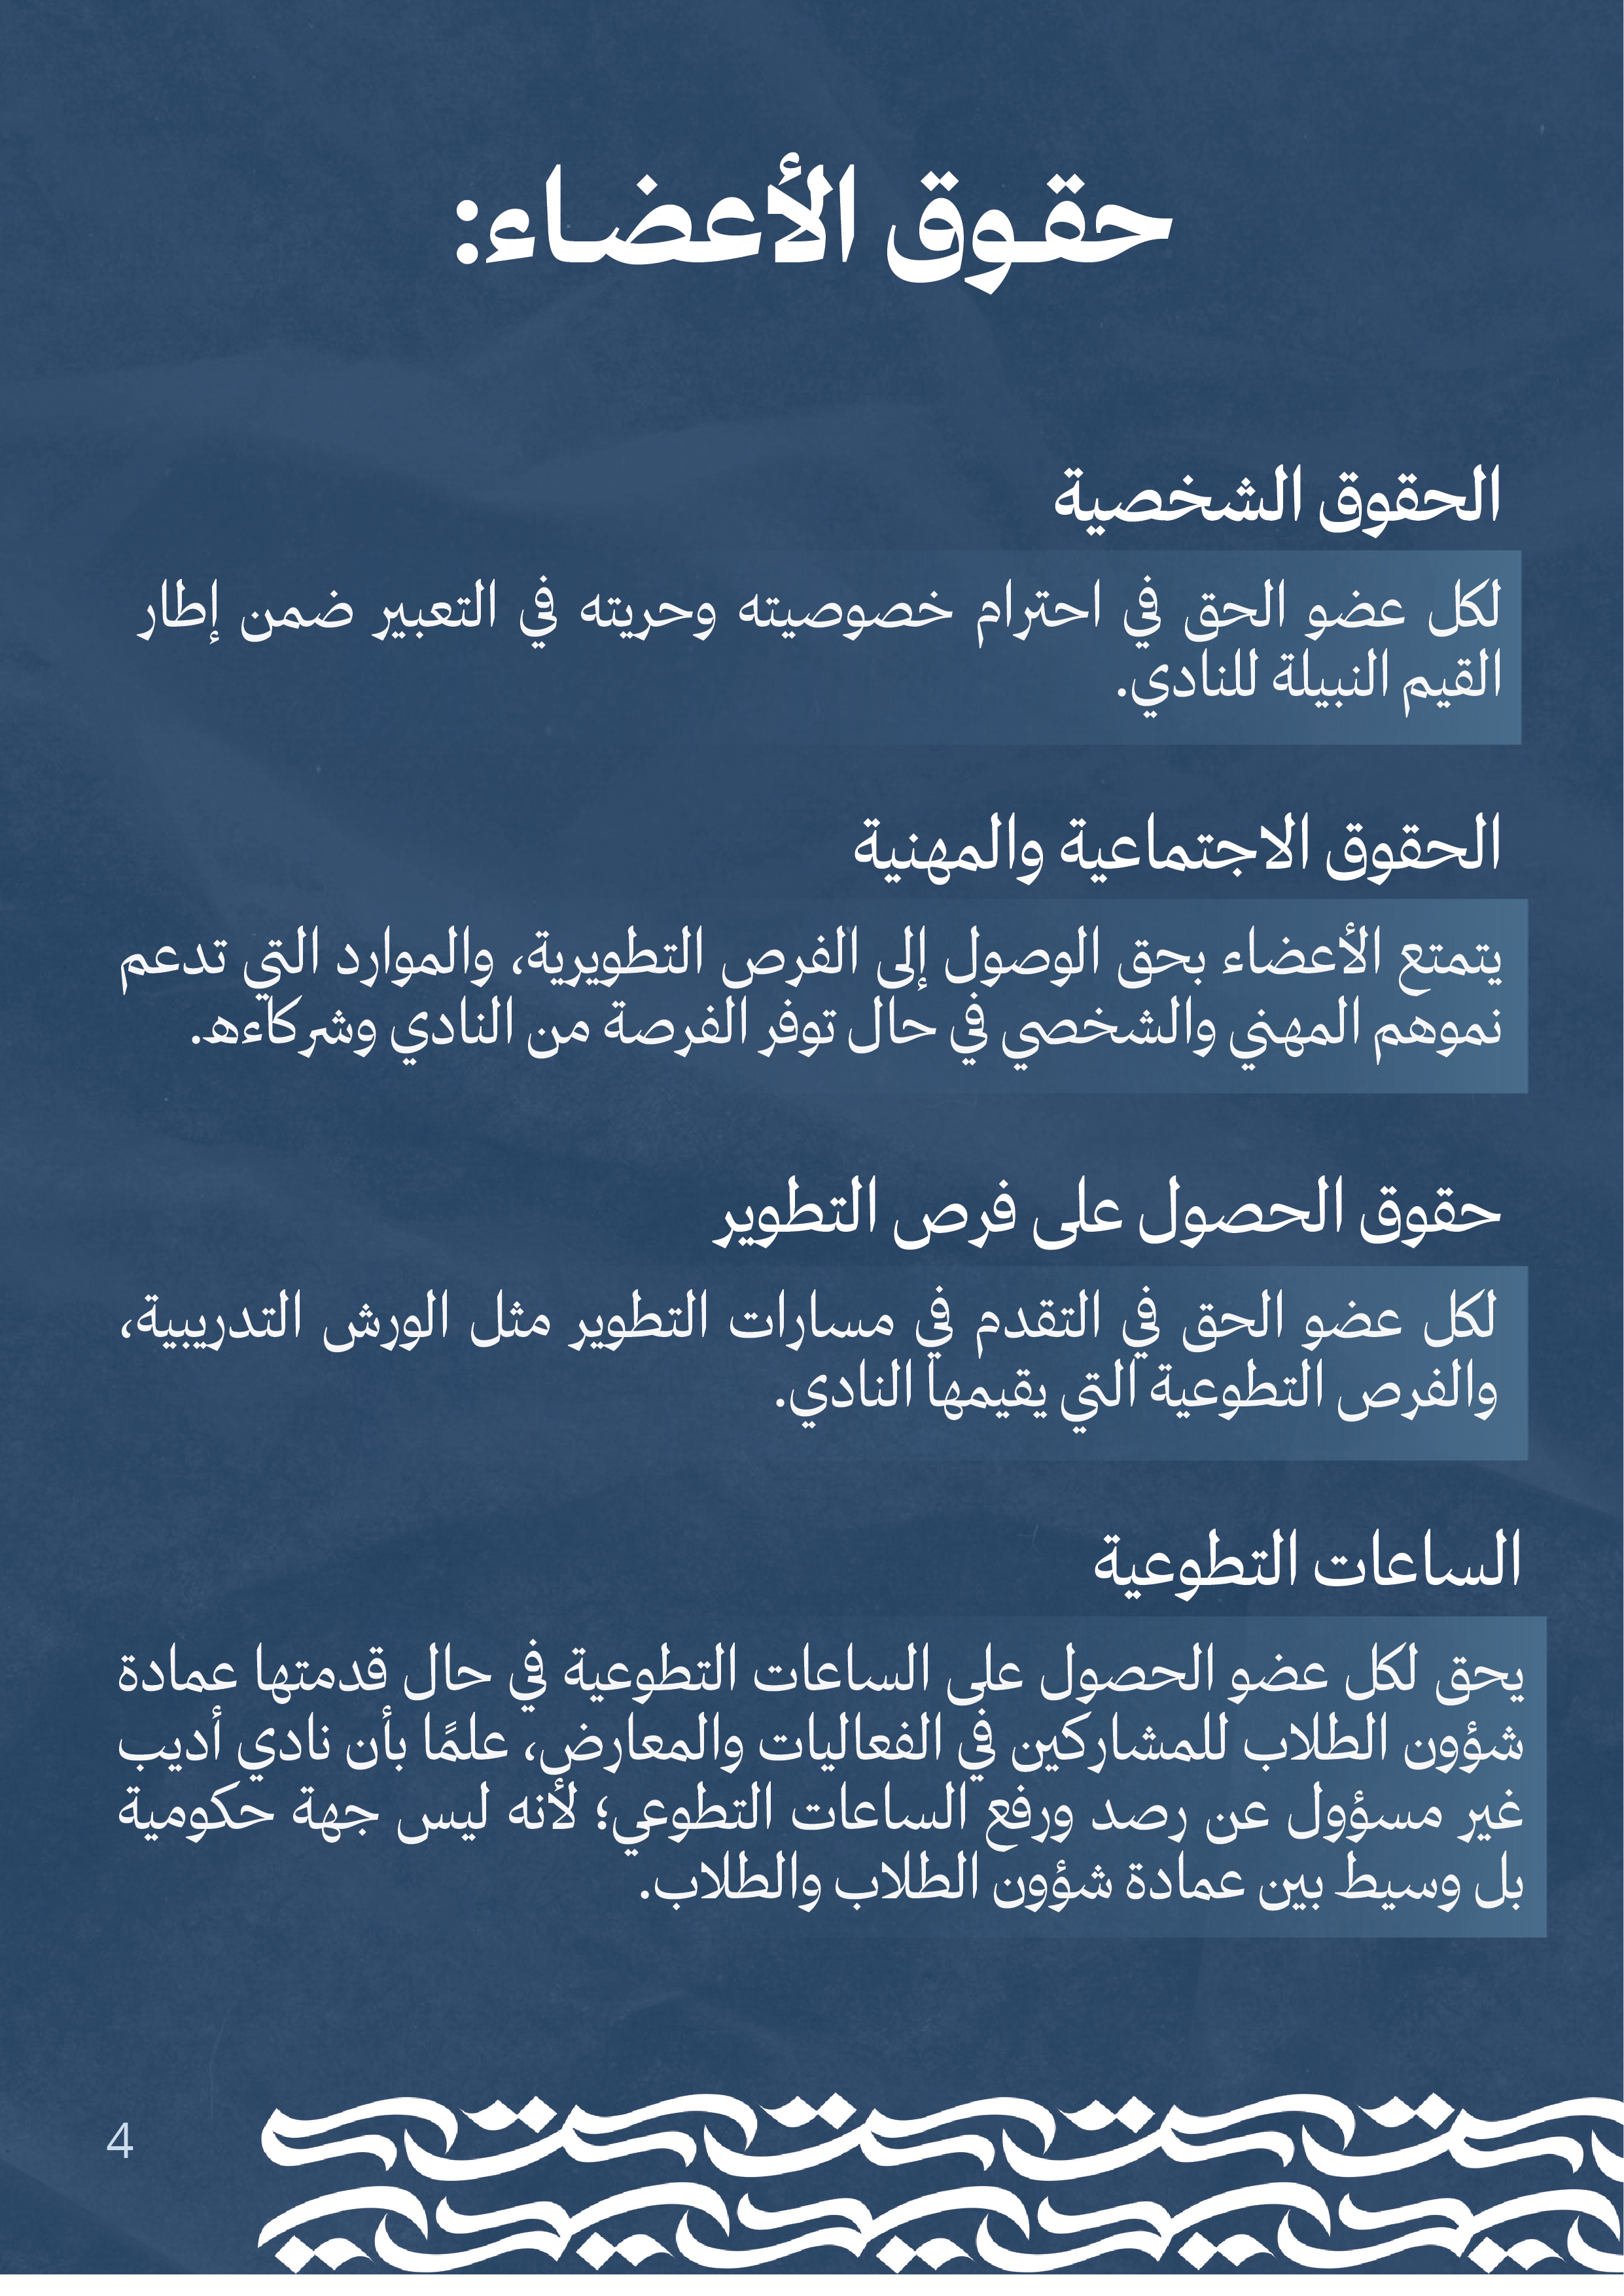 حقوق الأعضاء:
الحقوق الشخصية
لكل عضو الحق في احترام خصوصيته وحريته في التعبير ضمن إطار
القيم النبيلة للنادي.
الحقوق الاجتماعية والمهنية
يتمتع الأعضاء بحق الوصول إلى الفرص التطويرية، والموارد التي تدعم
نموهم المهني والشخصي في حال توفر الفرصة من النادي وشركاءه.
حقوق الحصول على فرص التطوير
لكل عضو الحق في التقدم في مسارات التطوير مثل الورش التدريبية،
والفرص التطوعية التي يقيمها النادي.
الساعات التطوعية
يحق لكل عضو الحصول على الساعات التطوعية في حال قدمتها عمادة
شؤون الطلاب للمشاركين في الفعاليات والمعارض، علمًا بأن نادي أديب
غير مسؤول عن رصد ورفع الساعات التطوعي؛ لأنه ليس جهة حكومية
بل وسيط بين عمادة شؤون الطلاب والطلاب.
4